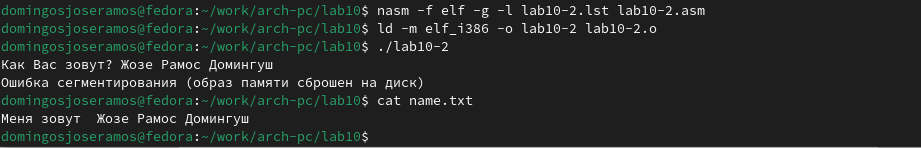 domingosjoseramos@fedora:~/work/arch-pc/lab10$ nasm -f elf -g -l lab10-2.lst lab10-2.asm
domingosjoseramos@fedora:~/work/arch-pc/lab10$ ld -m elf_i386 -o lab10-2 lab10-2.o
domingosjoseramos@fedora:~/work/arch-pc/lab10$ ./lab10-2
Как Вас зовут? Жозе Рамос Домингуш
Ошибка сегментирования (образ памяти сброшен на диск)
domingosjoseramos@fedora:~/work/arch-pc/lab10$ cat name.txt
Меня зовут  Жозе Рамос Домингуш
domingosjoseramos@fedora:~/work/arch-pc/lab10$